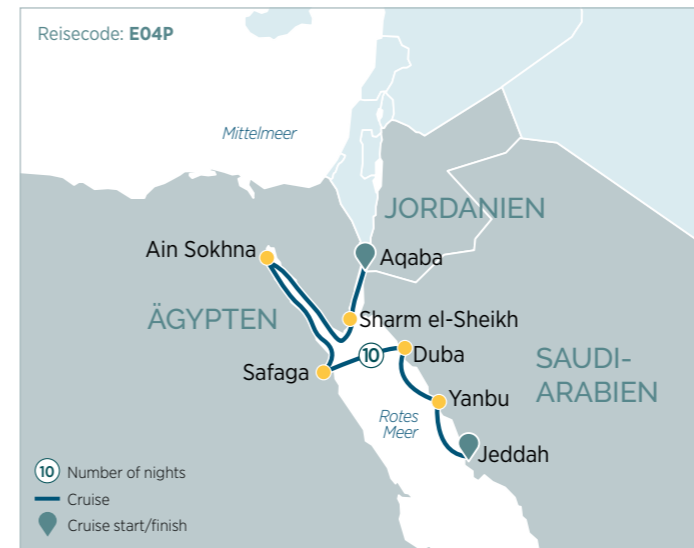 Reisecode: E04P
Mittelmeer
JORDANIEN
Ain Sokhna
Aqaba
ÄGYPTEN
Sharm el-Sheikh
10
Duba
Safaga
SAUDI-
ARABIEN
Yanbu
Rotes
Meer
Jeddah
10 Number of nights
Cruise
Cruise start/finish